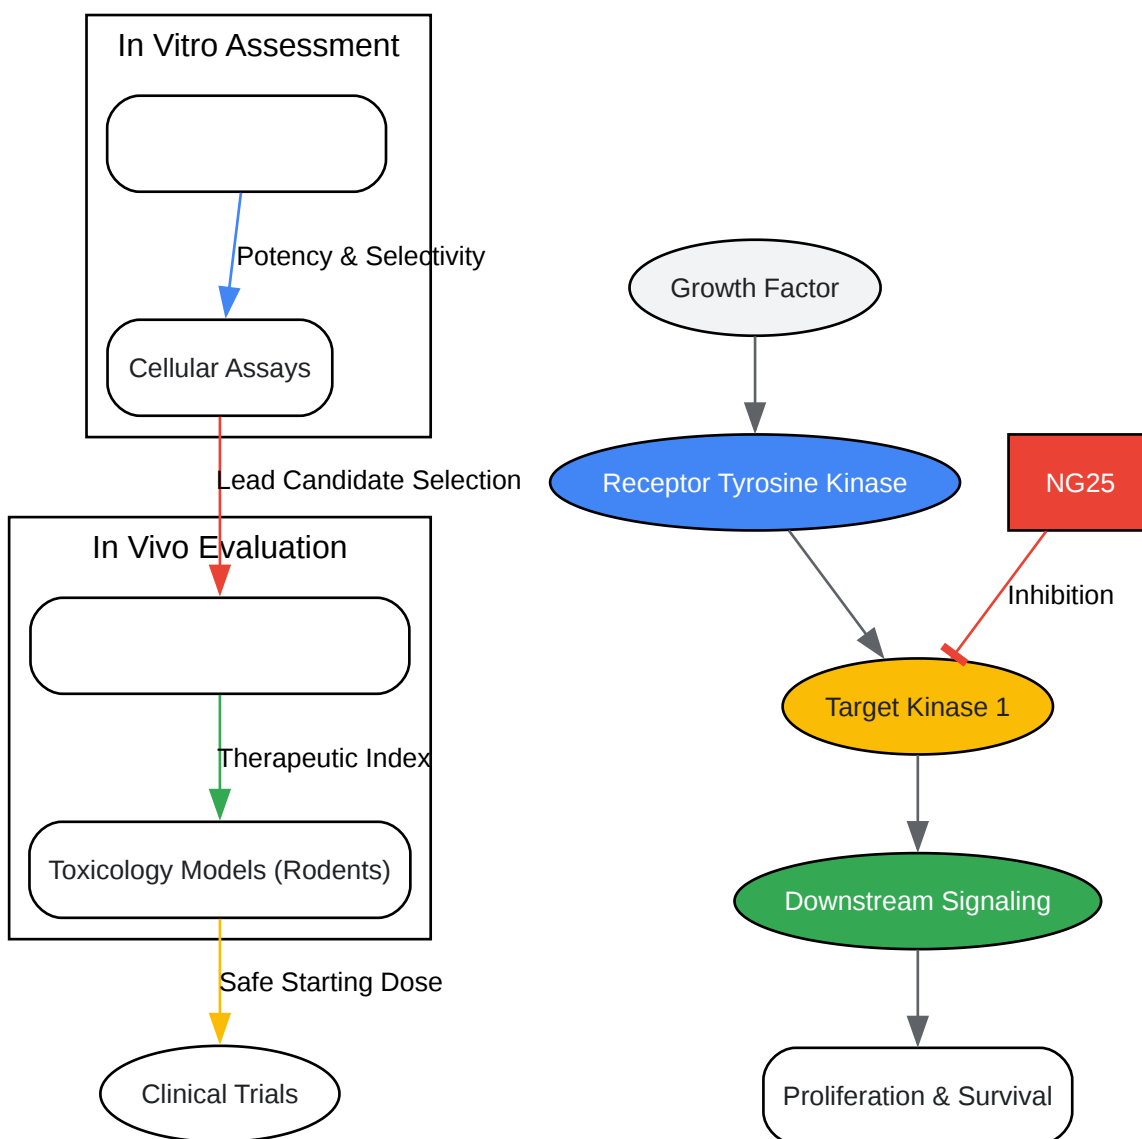 In Vitro Assessment
Potency & Selectivity
Cellular Assays
Lead Candidate Selection
In Vivo Evaluation
Therapeutic Index
Toxicology Models (Rodents)
Safe Starting Dose
Clinical Trials
Growth Factor
Receptor Tyrosine Kinase
NG25
Inhibition
Target Kinase 1
Downstream Signaling
Proliferation & Survival